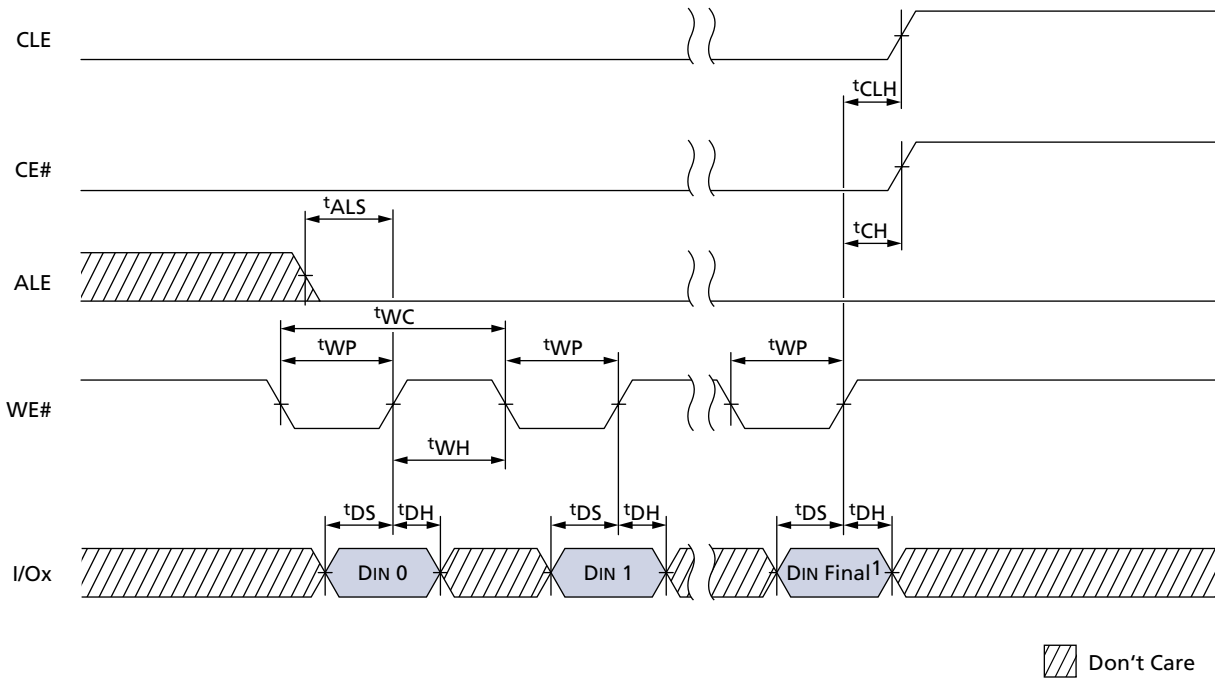 CLE
tCLH
CE#
tALS
tCH
ALE
tWC
tWP tWP tWP
WE#
tWH
tDS tDH tDS tDH tDS tDH
I/Ox DIN 0 DIN 1 DIN Final1
Don't Care